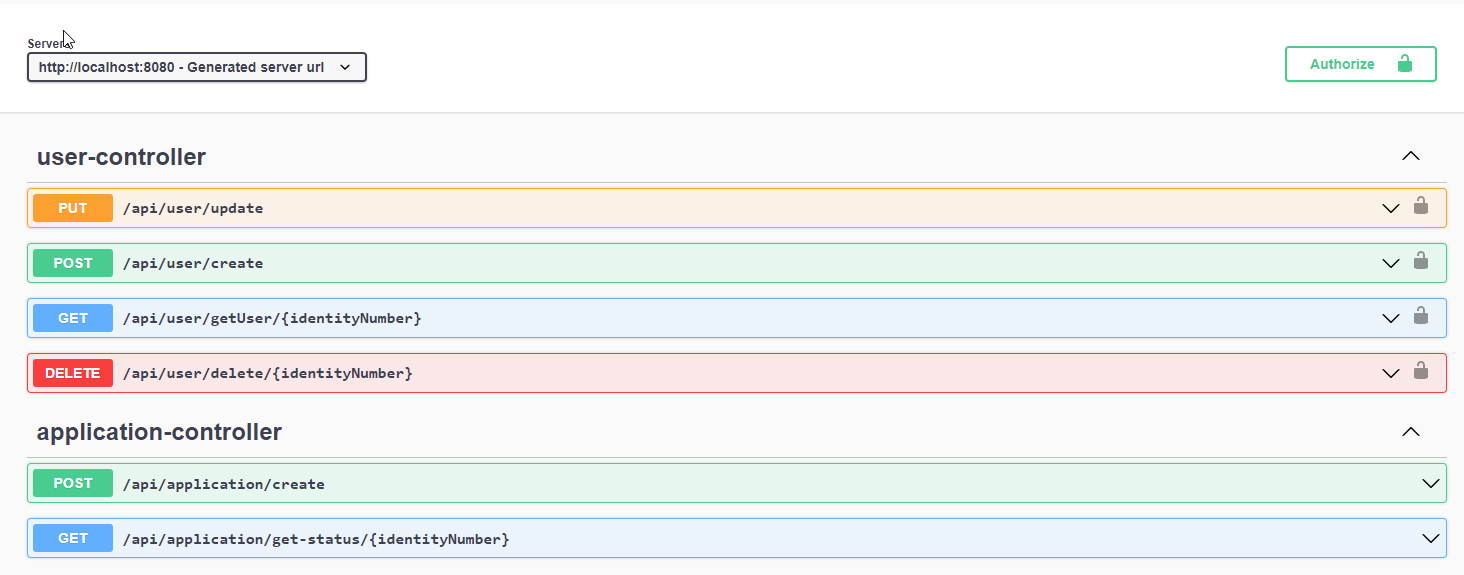 Servers
http://localhost:8080 - Generated server url
Authorize
user-controller
PUT /api/user/update
POST /api/user/create
GET /api/user/getUser/{identityNumber}
DELETE /api/user/delete/{identityNumber}
application-controller
POST /api/application/create
GET /api/application/get-status/{identityNumber}